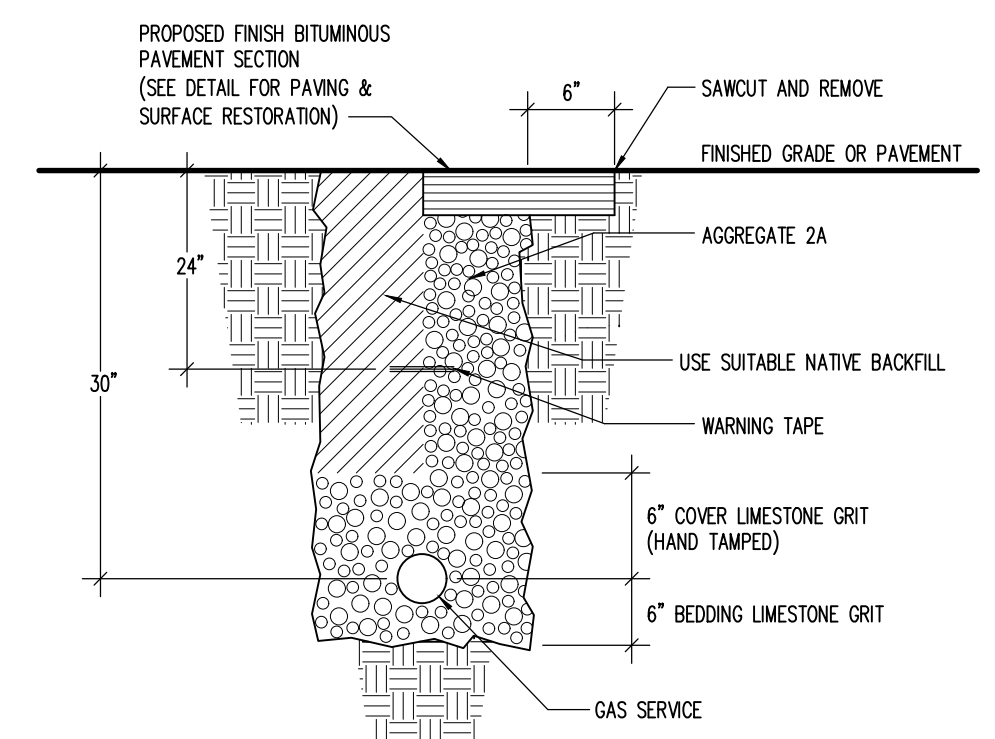 PROPOSED FINISH BITUMINOUS
PAVEMENT SECTION
(SEE DETAIL FOR PAVING &
SURFACE RESTORATION)
6"
SAWCUT AND REMOVE
FINISHED GRADE OR PAVEMENT
AGGREGATE 2A
24"
USE SUITABLE NATIVE BACKFILL
30"
WARNING TAPE
6" COVER LIMESTONE GRIT
(HAND TAMPED)
6" BEDDING LIMESTONE GRIT
GAS SERVICE